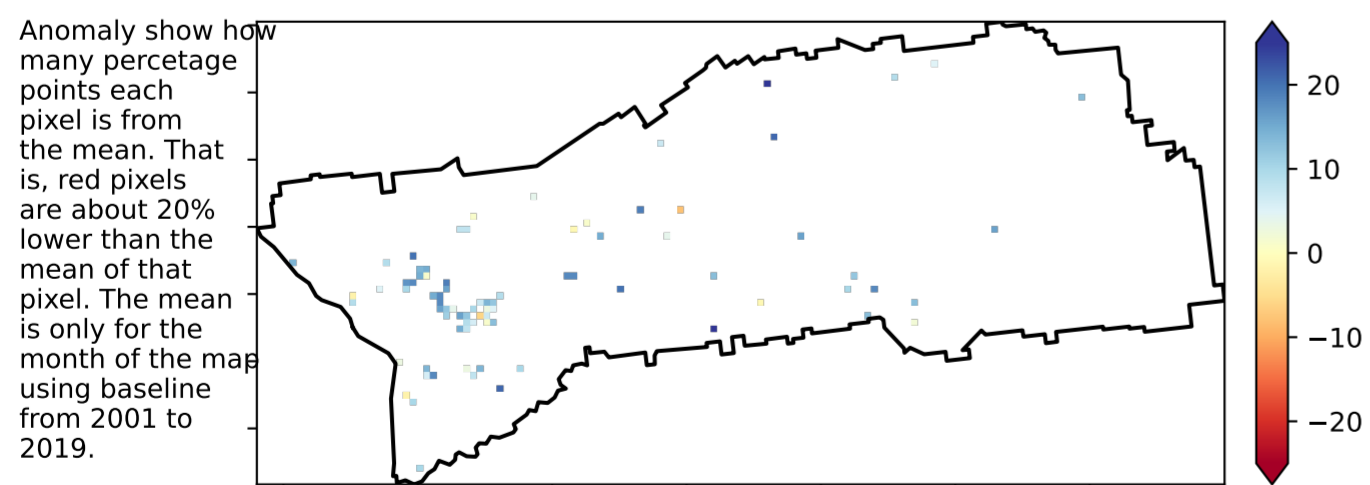 Anomaly show how
many percetage
points each
pixel is from
the mean. That
is, red pixels
are about 20%
lower than the
mean of that
pixel. The mean
is only for the
month of the map
using baseline
from 2001 to
2019.
20
10
0
−10
−20